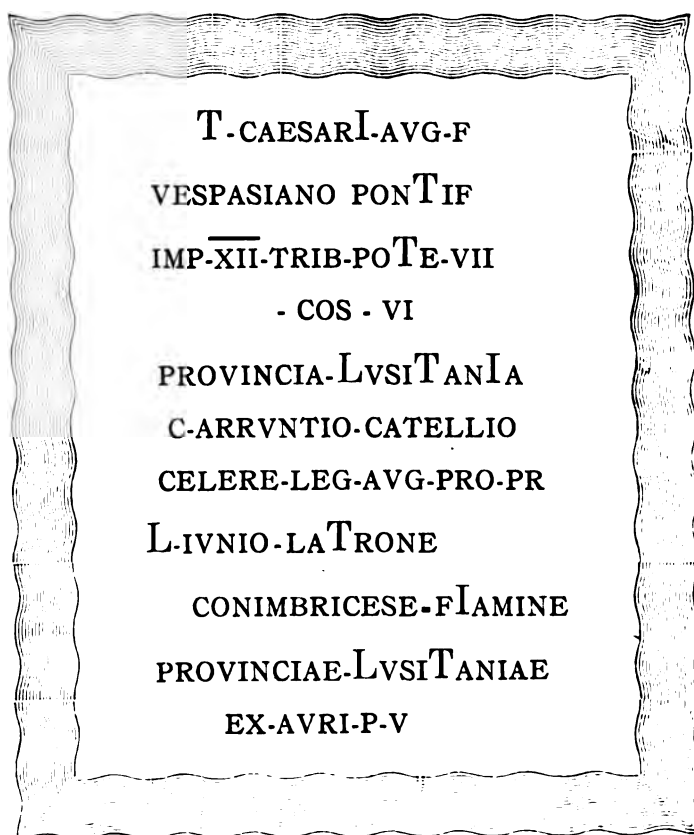 T-CAESARI-AVG-F
VESPASIANO PONTIF
IMP-X̅I̅I̅-TRIB-POTE-VII
- COS - VI
PROVINCIA-LVSITANIA
C-ARRVNTIO-CATELLIO
CELERE-LEG-AVG-PRO-PR
L-IVNIO-LATRONE
CONIMBRICESE-FIAMINE
PROVINCIAE-LVSITANIAE
EX-AVRI-P-V